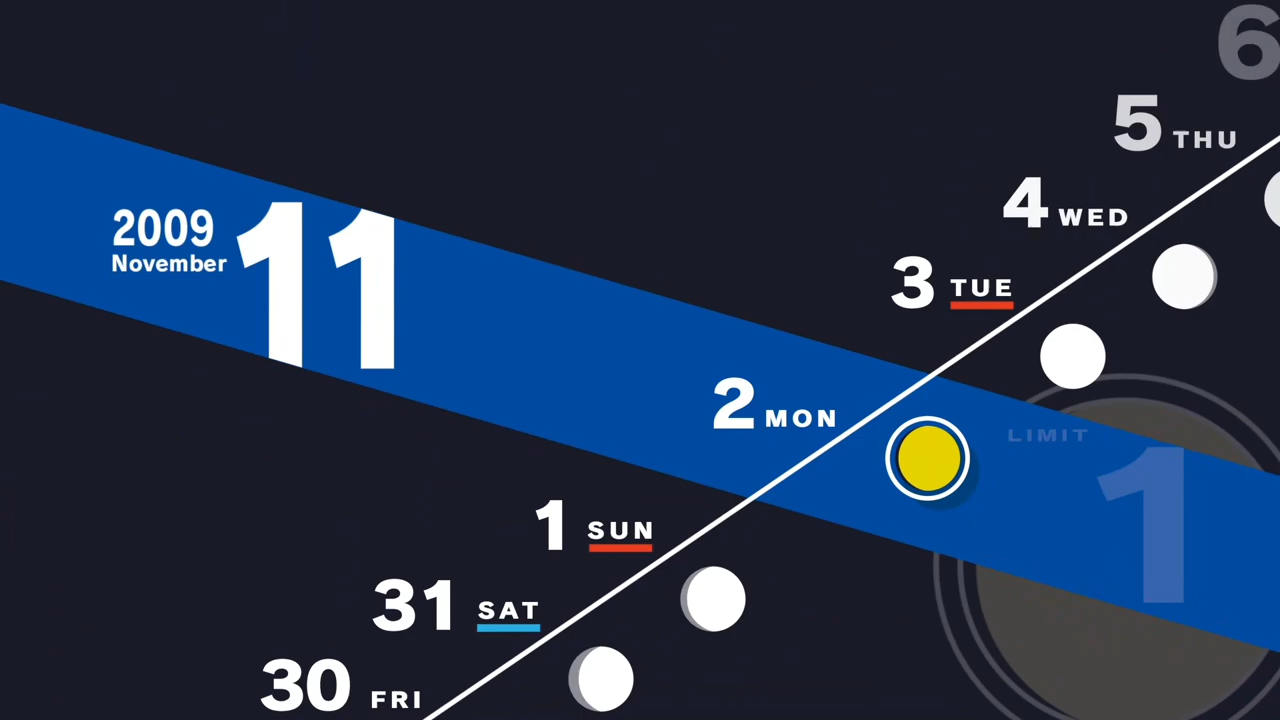 6
5 THU
4 WED
3 TUE
2009
November
11
2 MON
LIMIT
1
1 SUN
31 SAT
30 FRI